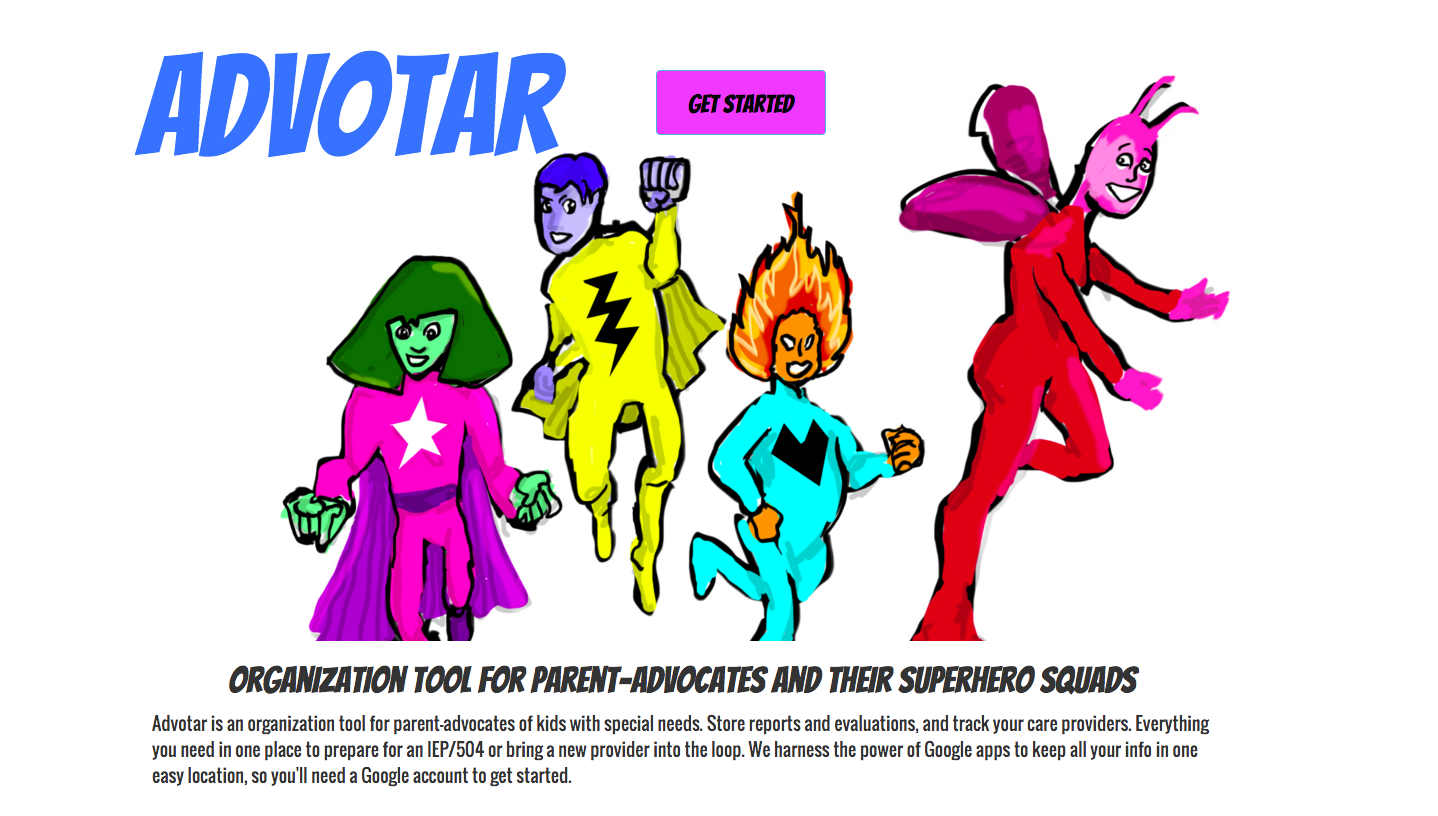 ADVOTAR
GET STARTED
ORGANIZATION TOOL FOR PARENT-ADVOCATES AND THEIR SUPERHERO SQUADS
Advotar is an organization tool for parent-advocates of kids with special needs. Store reports and evaluations, and track your care providers. Everything
you need in one place to prepare for an IEP/504 or bring a new provider into the loop. We harness the power of Google apps to keep all your info in one
easy location, so you'll need a Google account to get started.